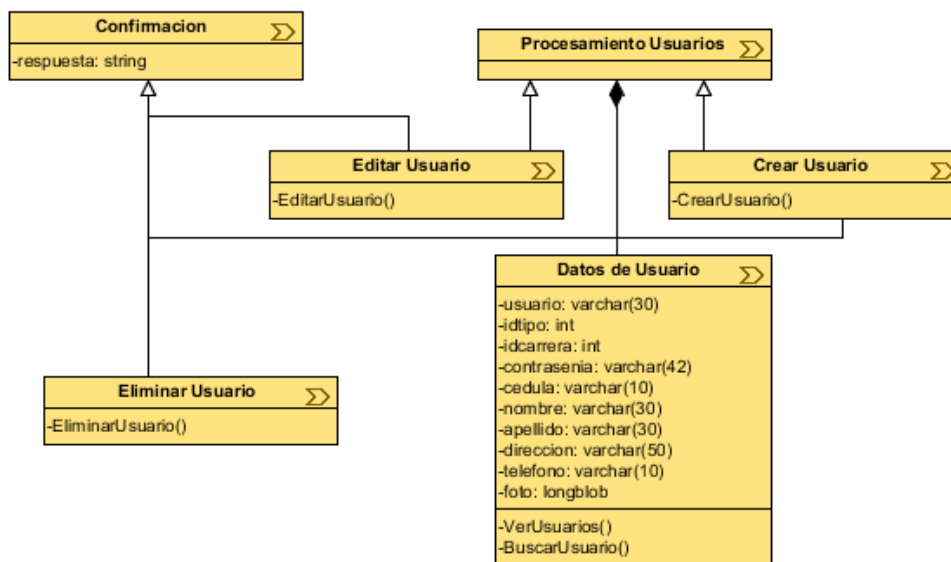 Confirmacion
-respuesta: string
Procesamiento Usuarios
Editar Usuario
-EditarUsuario()
Crear Usuario
-CrearUsuario()
Datos de Usuario
-usuario: varchar(30)
-idtipo: int
-idcarrera: int
-contrasenia: varchar(42)
-cedula: varchar(10)
-nombre: varchar(30)
-apellido: varchar(30)
-direccion: varchar(50)
-telefono: varchar(10)
-foto: longblob
-VerUsuarios()
-BuscarUsuario()
Eliminar Usuario
-EliminarUsuario()